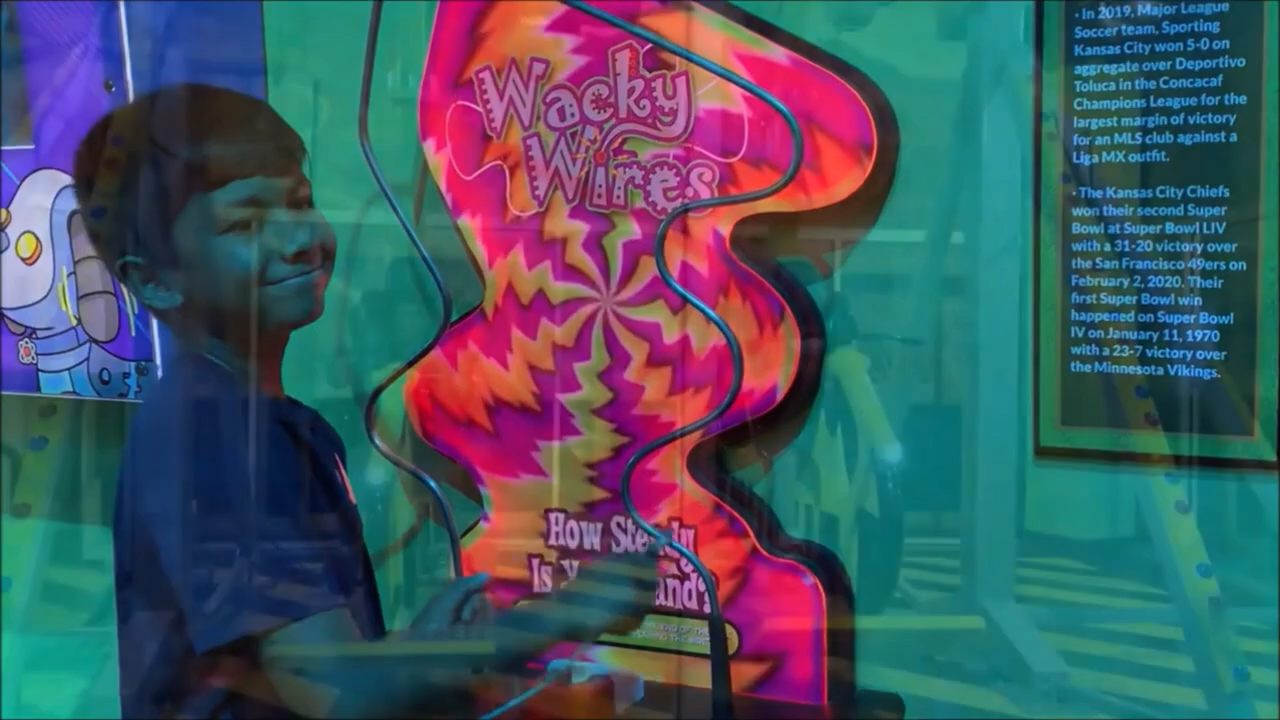 Wacky
Wires
How Steady
Is
and?
· In 2019, Major League
Soccer team, Sporting
Kansas City won 5-0 on
aggregate over Deportivo
Toluca in the Concacaf
Champions League for the
largest margin of victory
for an MLS club against a
Liga MX outfit.
· The Kansas City Chiefs
won their second Super
Bowl at Super Bowl LIV
with a 31-20 victory over
the San Francisco 49ers on
February 2, 2020. Their
first Super Bowl win
happened on Super Bowl
IV on January 11, 1970
with a 23-7 victory over
the Minnesota Vikings.